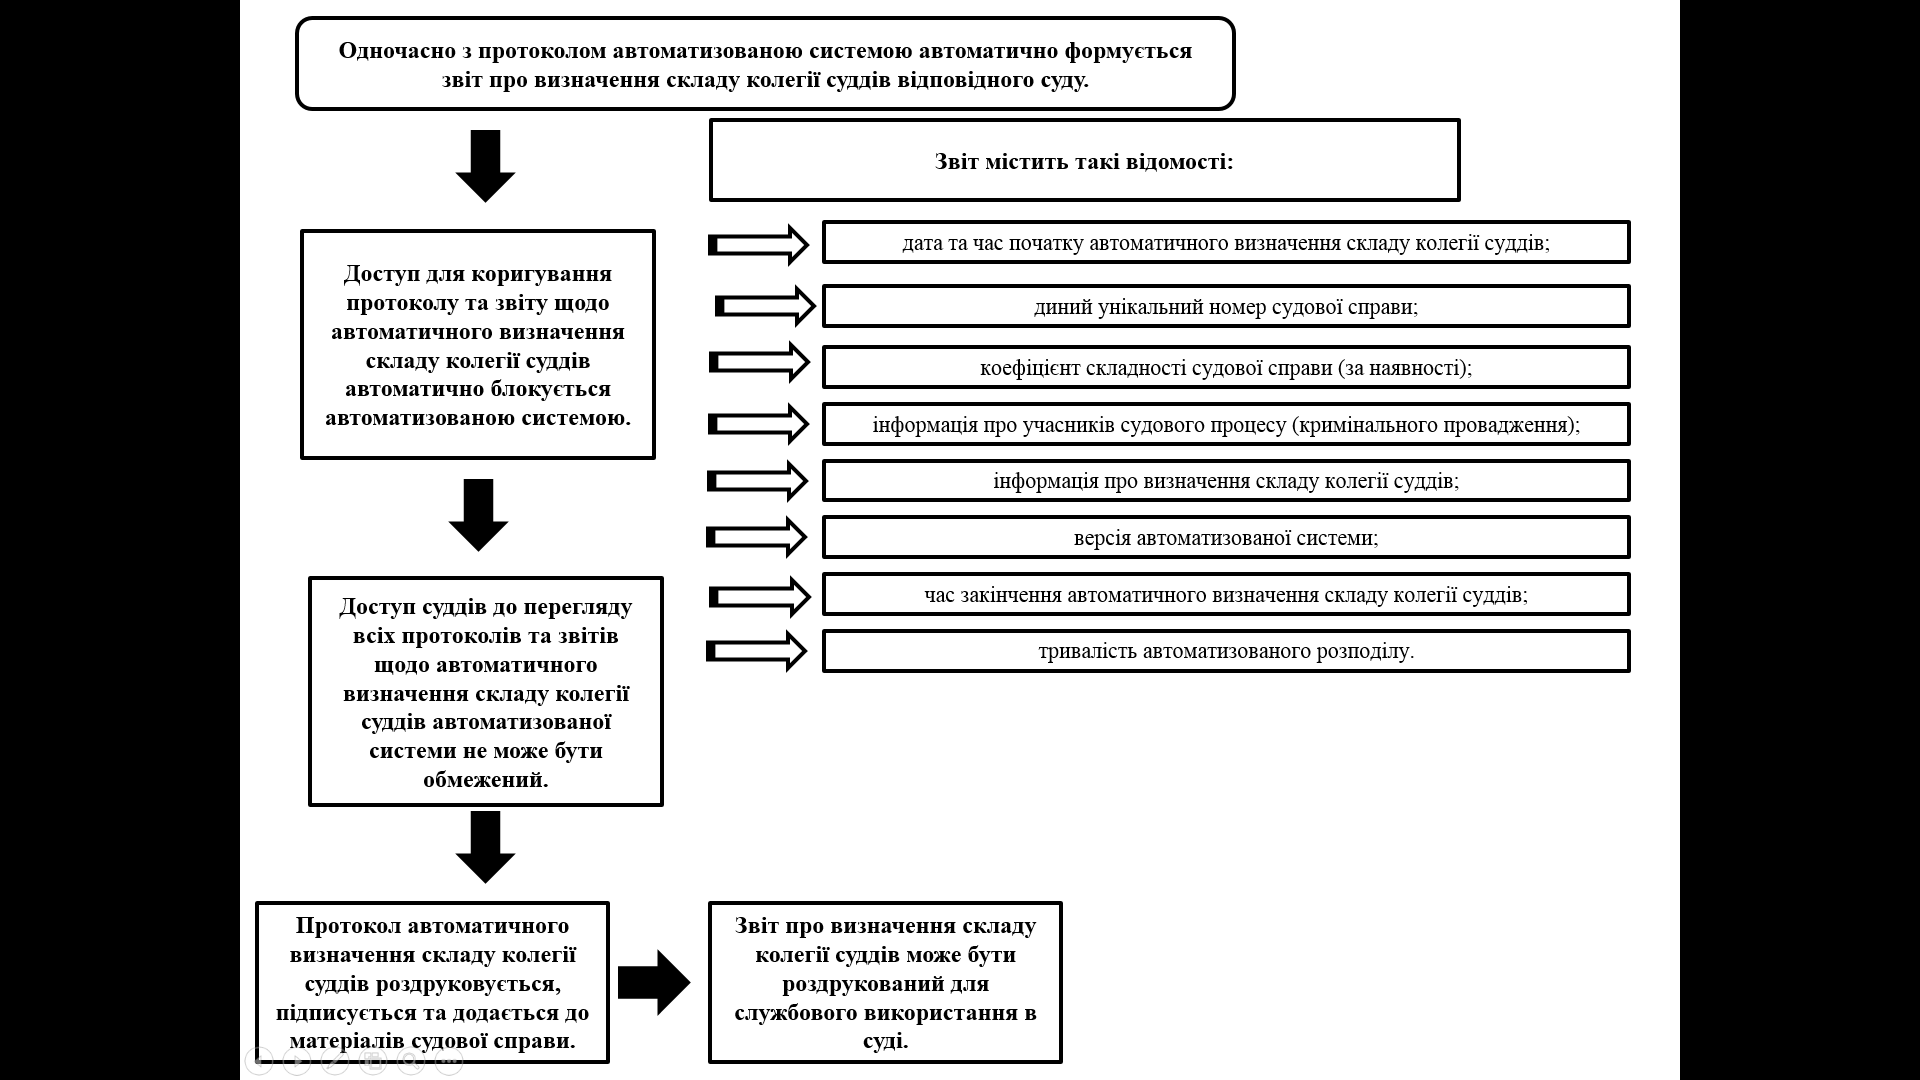 Одночасно з протоколом автоматизованою системою автоматично формується
звіт про визначення складу колегії суддів відповідного суду.
Доступ для коригування
протоколу та звіту щодо
автоматичного визначення
складу колегії суддів
автоматично блокується
автоматизованою системою.
Доступ суддів до перегляду
всіх протоколів та звітів
щодо автоматичного
визначення складу колегії
суддів автоматизованої
системи не може бути
обмежений.
Протокол автоматичного
визначення складу колегії
суддів роздруковується,
підписується та додається до
матеріалів судової справи.
Звіт про визначення складу
колегії суддів може бути
роздрукований для
службового використання в
суді.
Звіт містить такі відомості:
дата та час початку автоматичного визначення складу колегії суддів;
диний унікальний номер судової справи;
коефіцієнт складності судової справи (за наявності);
інформація про учасників судового процесу (кримінального провадження);
інформація про визначення складу колегії суддів;
версія автоматизованої системи;
час закінчення автоматичного визначення складу колегії суддів;
тривалість автоматизованого розподілу.